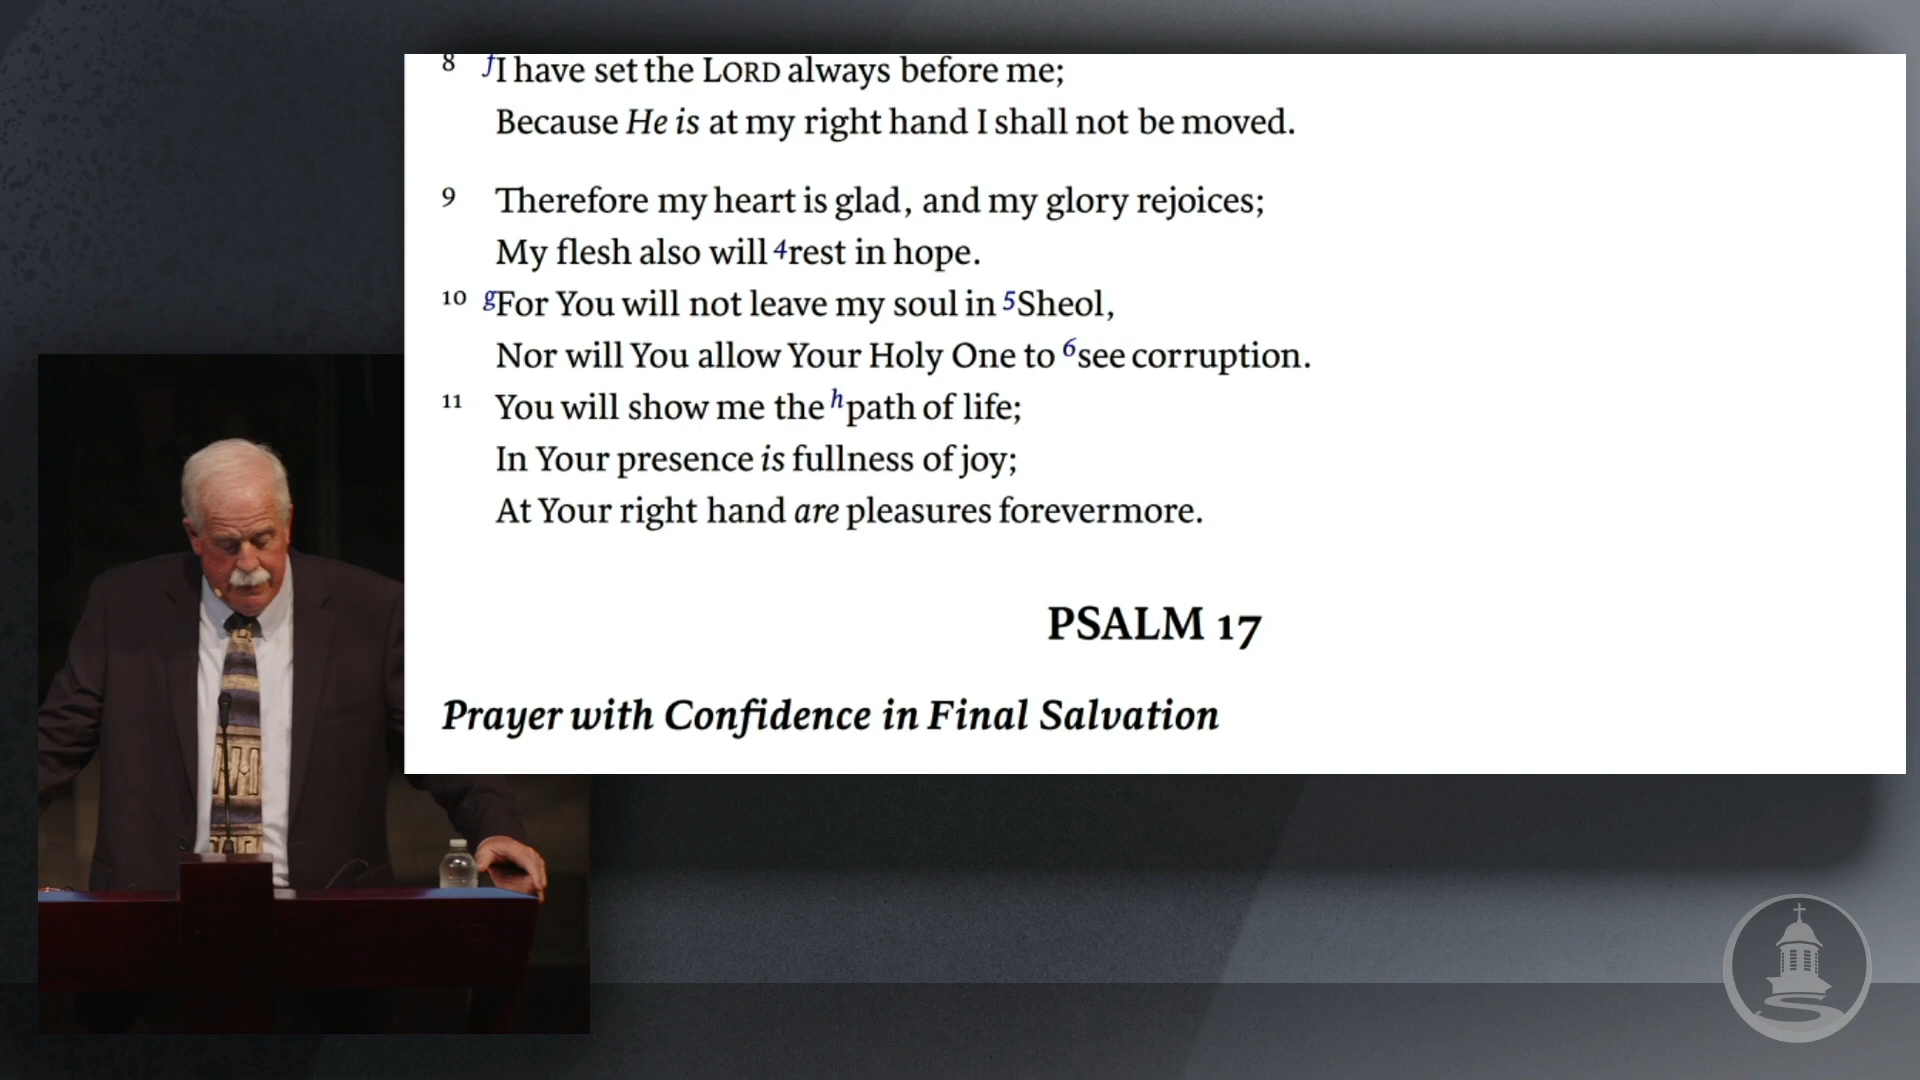 8 fI have set the LORD always before me;
Because He is at my right hand I shall not be moved.
9 Therefore my heart is glad, and my glory rejoices;
My flesh also will 4rest in hope.
10 gFor You will not leave my soul in 5Sheol,
Nor will You allow Your Holy One to 6see corruption.
11 You will show me the hpath of life;
In Your presence is fullness of joy;
At Your right hand are pleasures forevermore.
PSALM 17
Prayer with Confidence in Final Salvation